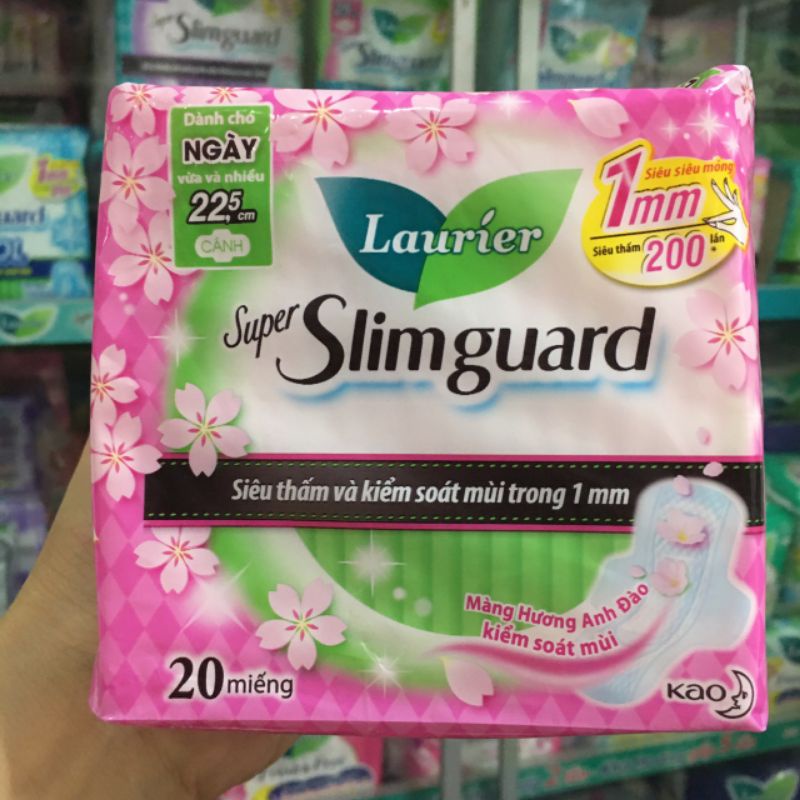 Slimguard
Slimguard
Dành cho
NGÀY
vừa và nhiều
22,5 cm
CÁNH
Laurier
Super Slimguard
Siêu siêu mỏng
1mm
Siêu thấm 200 lần
Siêu thấm và kiểm soát mùi trong 1 mm
Màng Hương Anh Đào
kiểm soát mùi
20 miếng
Kao